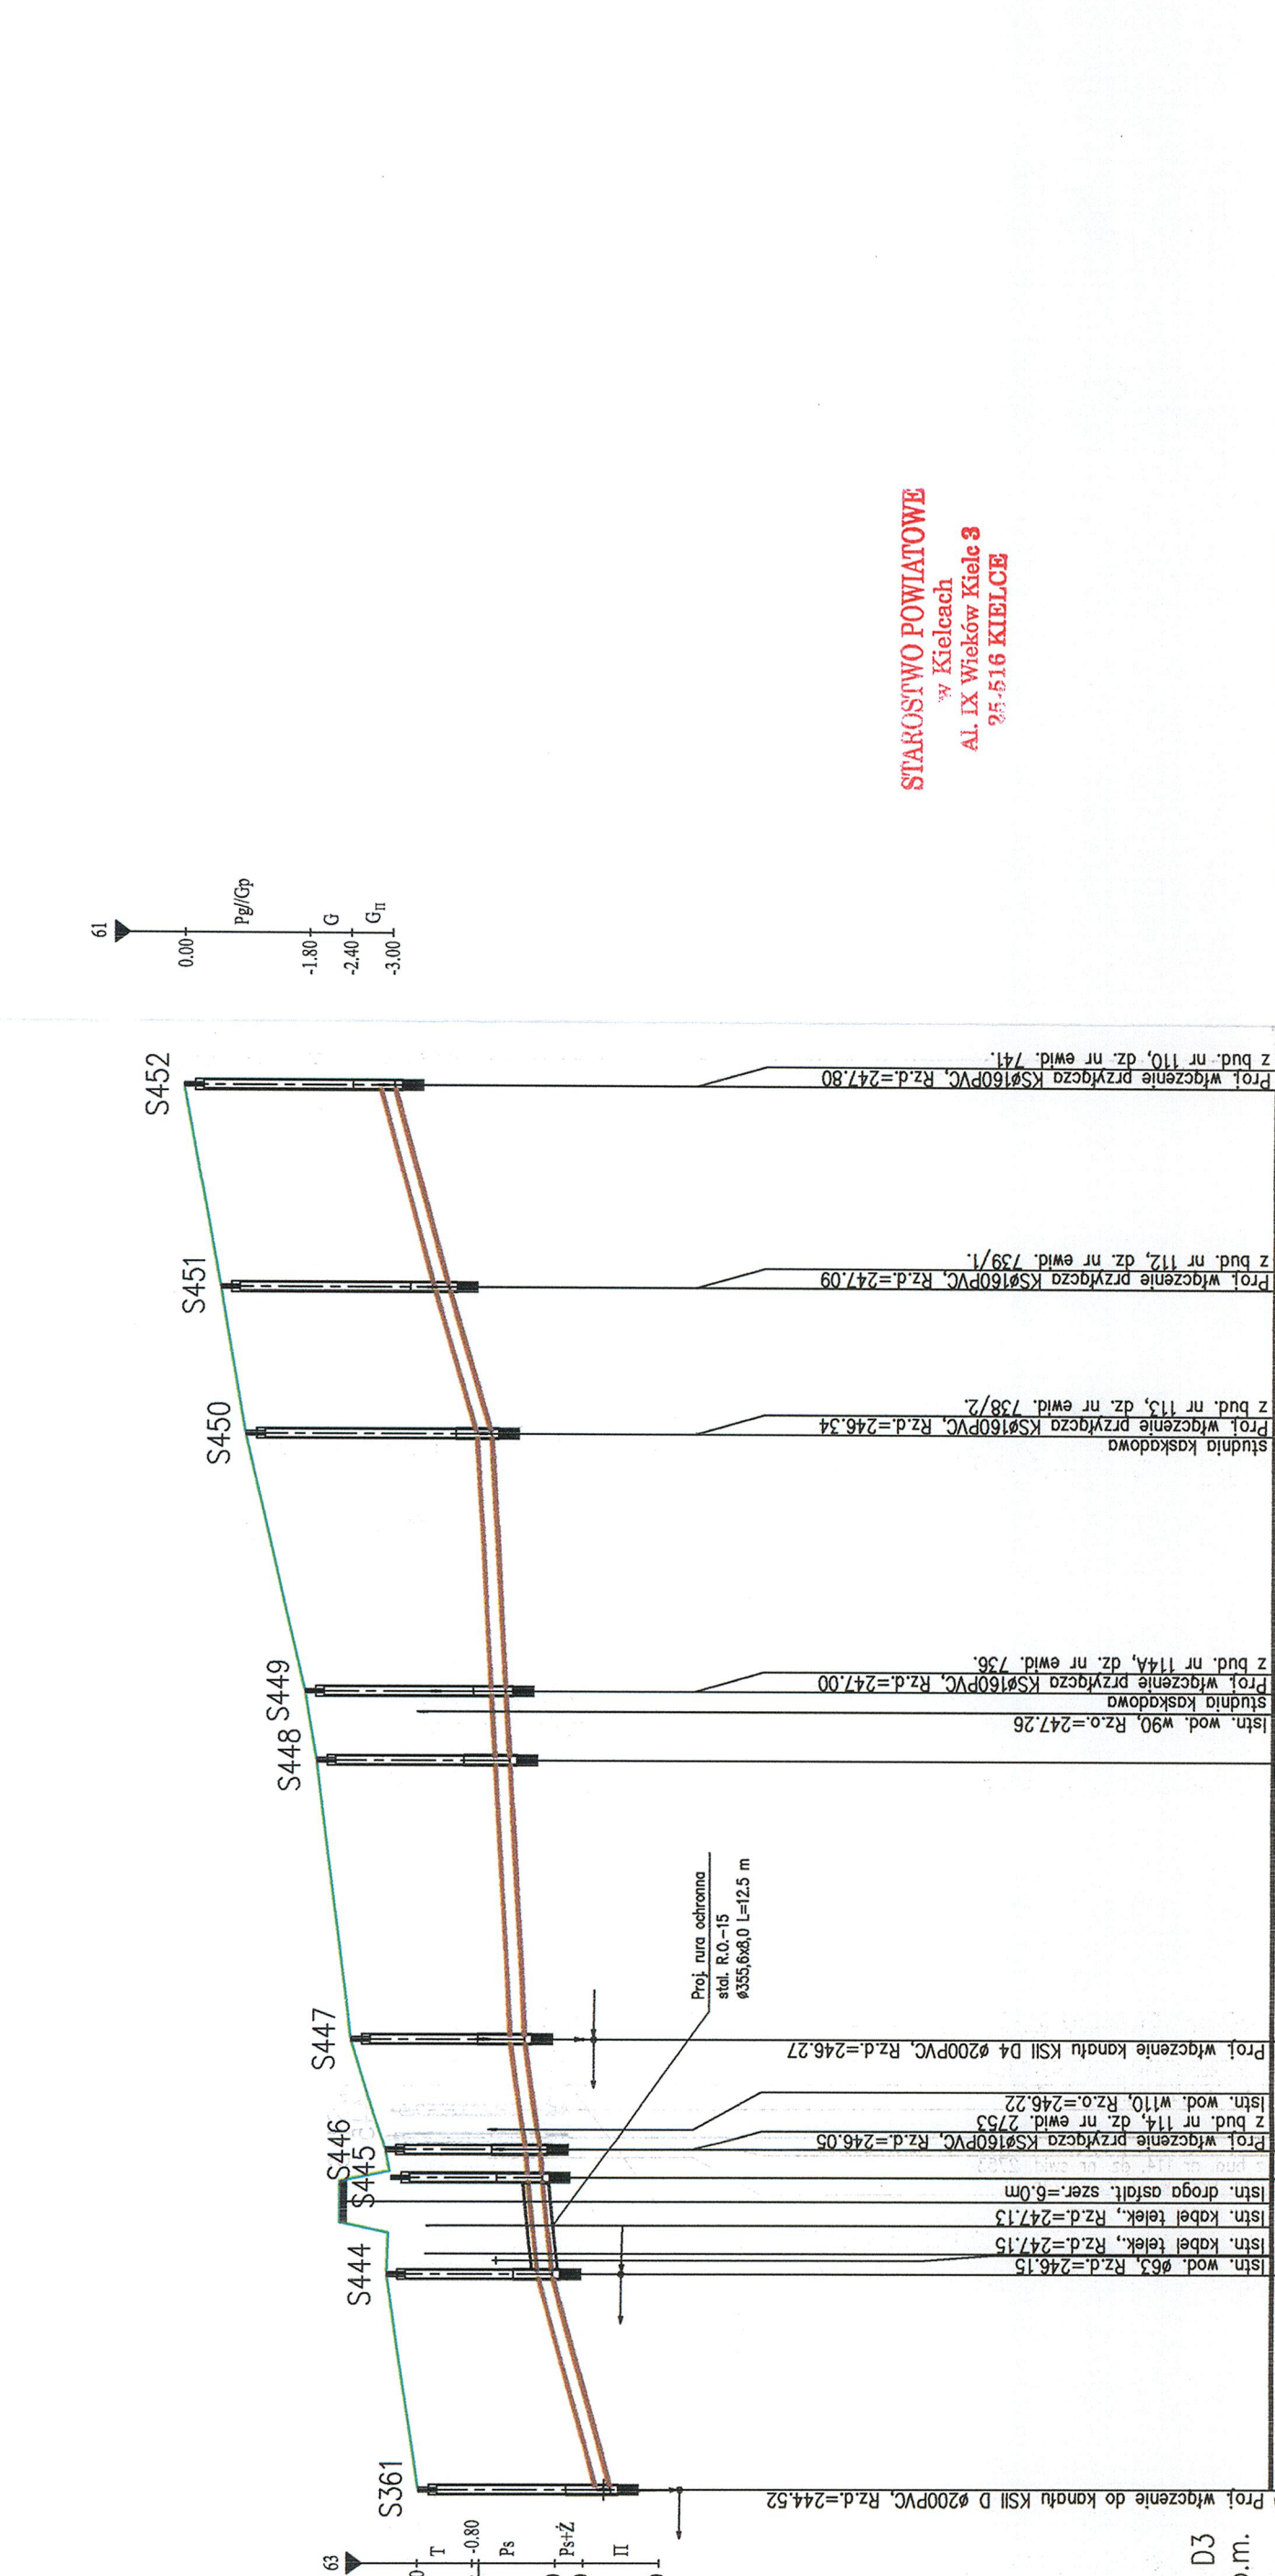 S361
S444
S445
S446
S447
S448
S449
S450
S451
S452
63
T
-0.80
Ps
Ps+Ż
Π
61
0.00
Pg//Gp
-1.80
G
-2.40
GΠ
-3.00
Proj. rura ochronna
stal. R.O.-15
ø355,6x8,0 L=12.5 m
Proj. włączenie do kanału KSII D ø200PVC, Rz.d.=244.52
Istn. wod. ø63, Rz.d.=246.15
Istn. kabel telek., Rz.d.=247.15
Istn. kabel telek., Rz.d.=247.13
Istn. droga asfalt. szer.=6.0m
Proj. włączenie przyłącza KSø160PVC, Rz.d.=246.05
z bud. nr 114, dz. nr ewid. 2753
Istn. wod. w110, Rz.o.=246.22
Proj. włączenie kanału KSII D4 ø200PVC, Rz.d.=246.27
Istn. wod. w90, Rz.o.=247.26
studnia kaskadowa
Proj. włączenie przyłącza KSø160PVC, Rz.d.=247.00
z bud. nr 114A, dz. nr ewid. 736.
studnia kaskadowa
Proj. włączenie przyłącza KSø160PVC, Rz.d.=246.34
z bud. nr 113, dz. nr ewid. 738/2.
Proj. włączenie przyłącza KSø160PVC, Rz.d.=247.09
z bud. nr 112, dz. nr ewid. 739/1.
Proj. włączenie przyłącza KSø160PVC, Rz.d.=247.80
z bud. nr 110, dz. nr ewid. 741.
D3
STAROSTWO POWIATOWE
w Kielcach
Al. IX Wieków Kielc 3
25-516 KIELCE